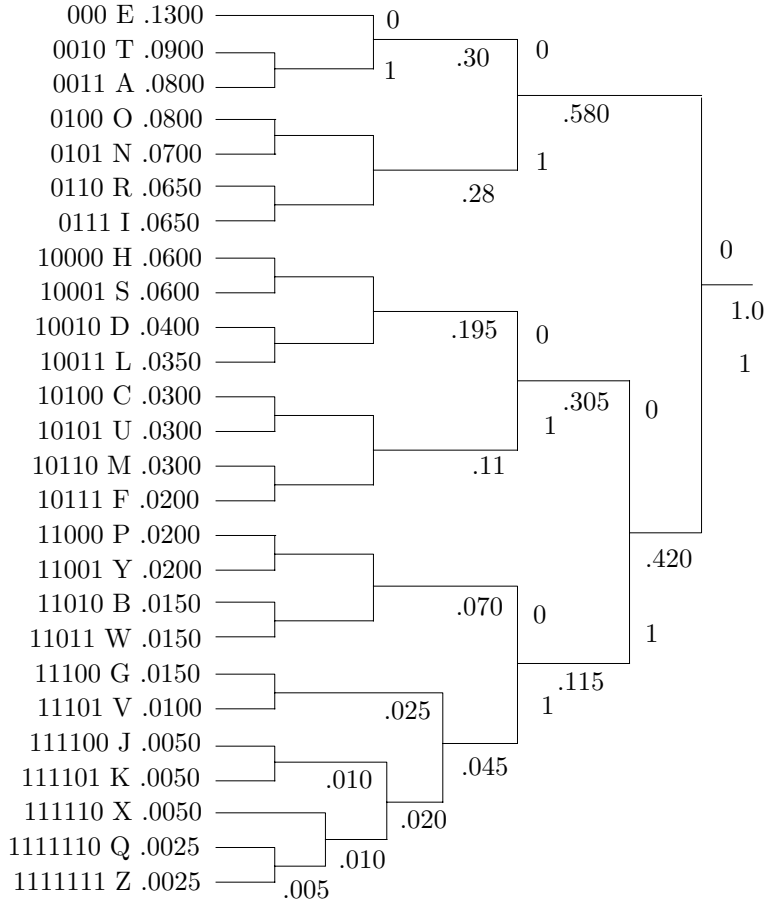 000 E .1300
0
0010 T .0900
.30
0
1
0011 A .0800
.580
0100 O .0800
0101 N .0700
1
0110 R .0650
.28
0111 I .0650
0
10000 H .0600
10001 S .0600
1.0
10010 D .0400
.195
0
10011 L .0350
1
10100 C .0300
.305
0
10101 U .0300
1
10110 M .0300
.11
10111 F .0200
11000 P .0200
.420
11001 Y .0200
11010 B .0150
.070
0
11011 W .0150
1
11100 G .0150
.115
11101 V .0100
.025
1
111100 J .0050
.045
111101 K .0050
.010
111110 X .0050
.020
1111110 Q .0025
.010
1111111 Z .0025
.005